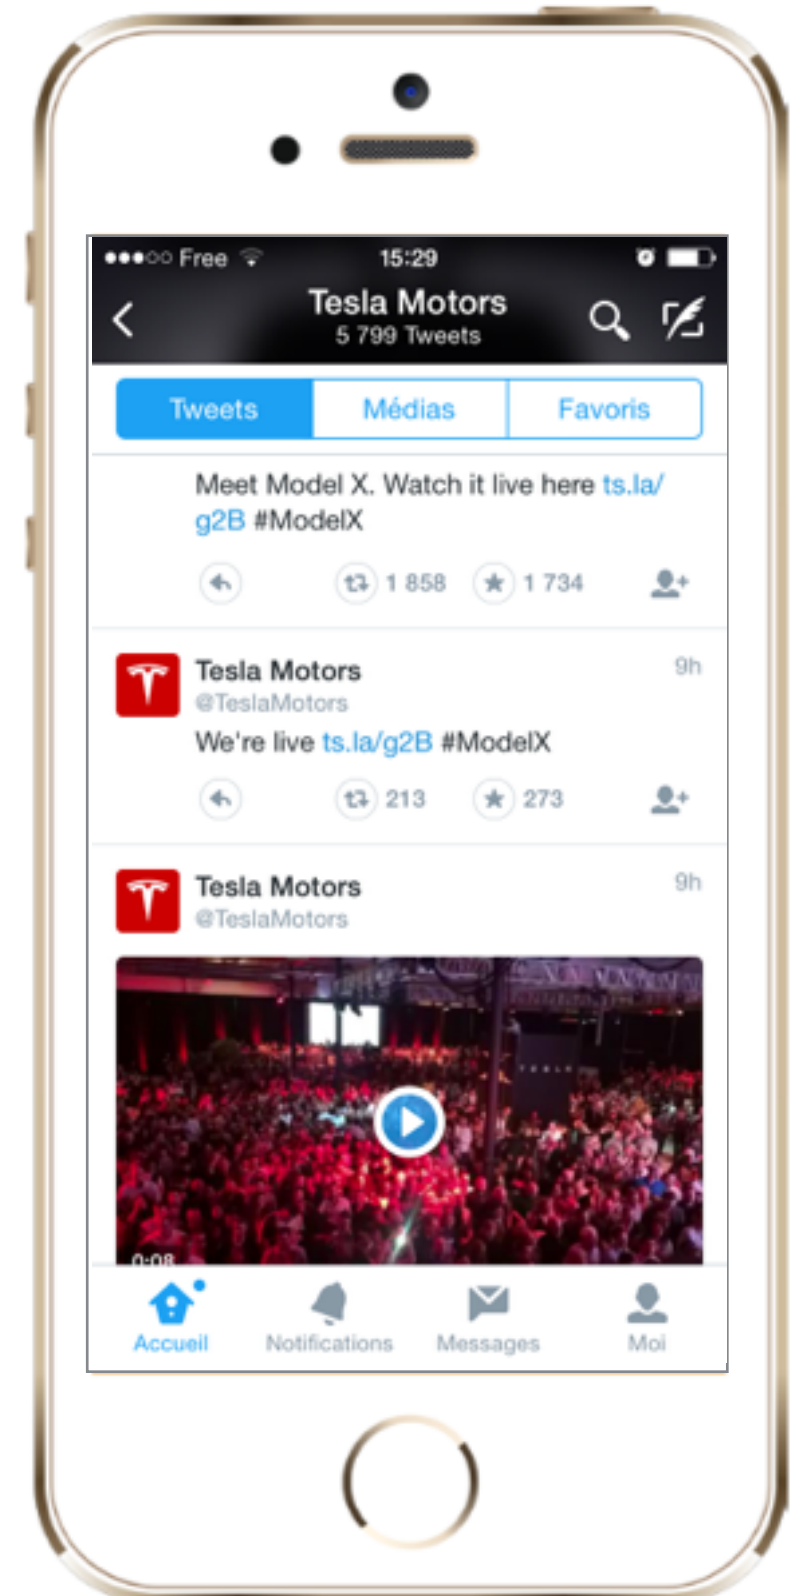 Free 15:29
Tesla Motors
5 799 Tweets
Tweets Médias Favoris
Meet Model X. Watch it live here ts.la/
g2B #ModelX
1 858 1 734
Tesla Motors 9h
@TeslaMotors
We're live ts.la/g2B #ModelX
213 273
Tesla Motors 9h
@TeslaMotors
TESLA
0:08
Accueil Notifications Messages Moi